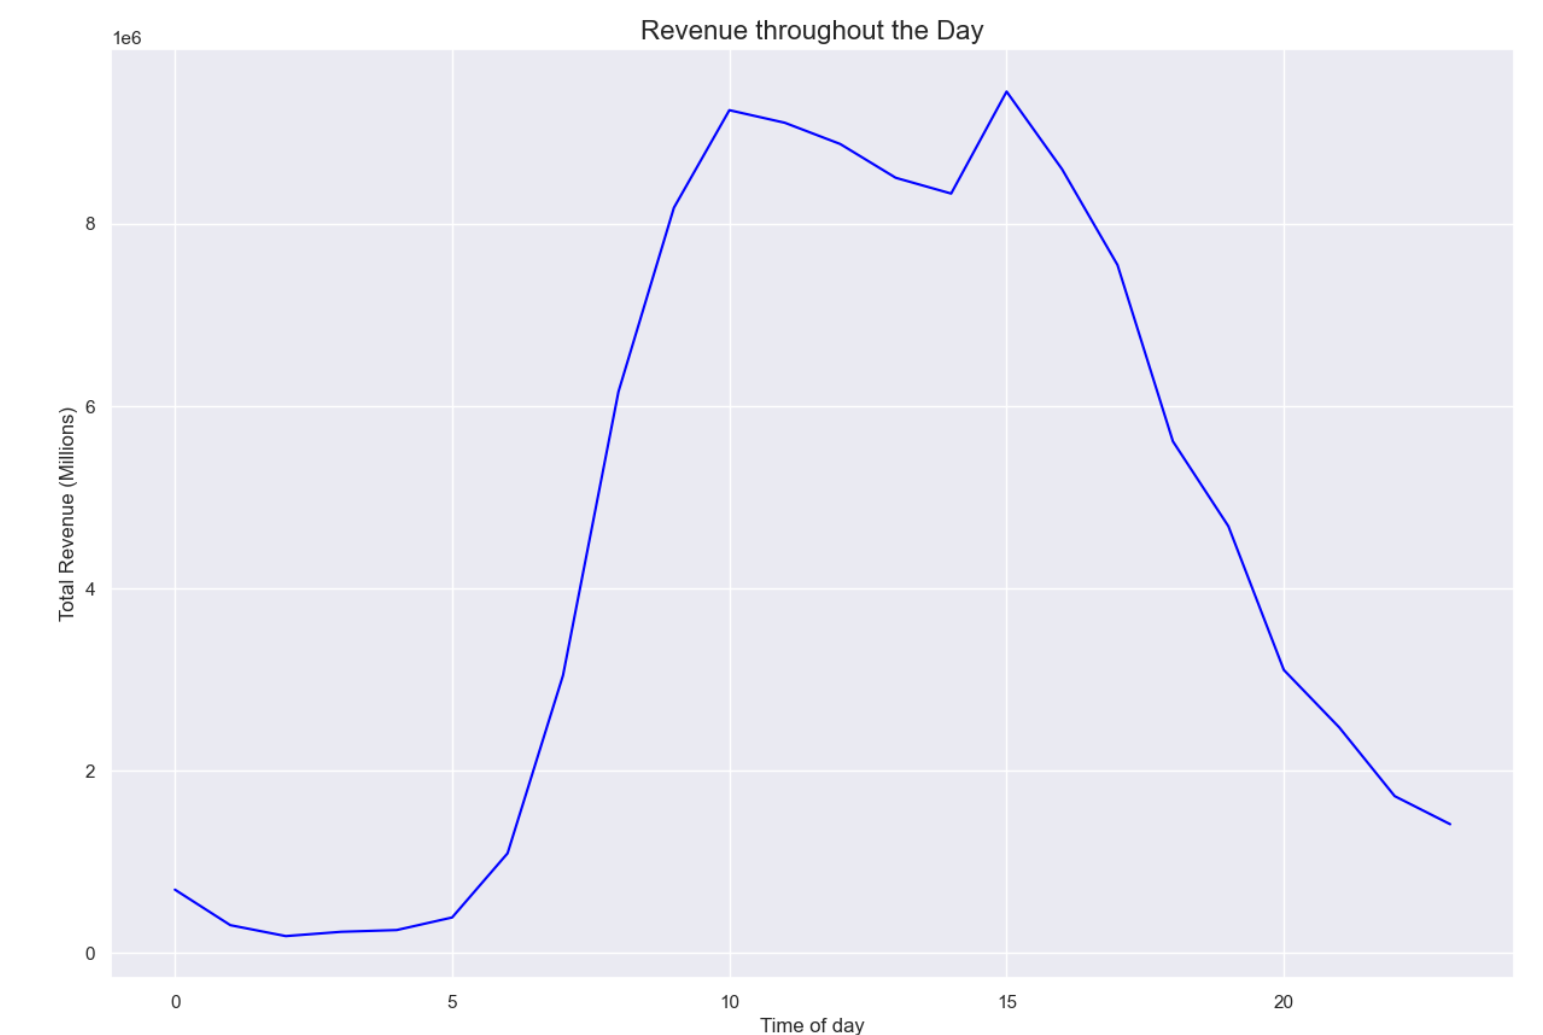 Revenue throughout the Day
1e6
8
6
4
2
0
Total Revenue (Millions)
0 5 10 15 20
Time of day